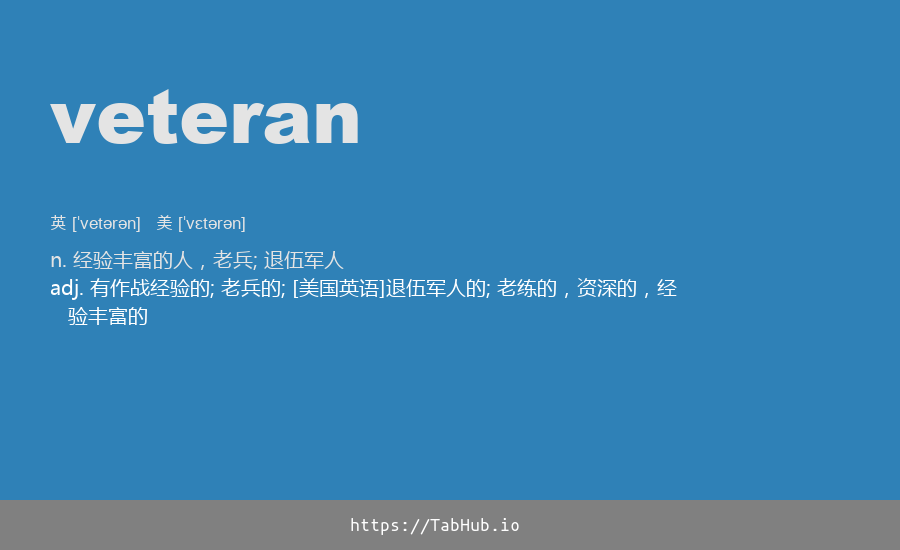 veteran
英 [ˈvetərən] 美 [ˈvɛtərən]
n. 经验丰富的人，老兵; 退伍军人
adj. 有作战经验的; 老兵的; [美国英语]退伍军人的; 老练的，资深的，经
验丰富的
https://TabHub.io